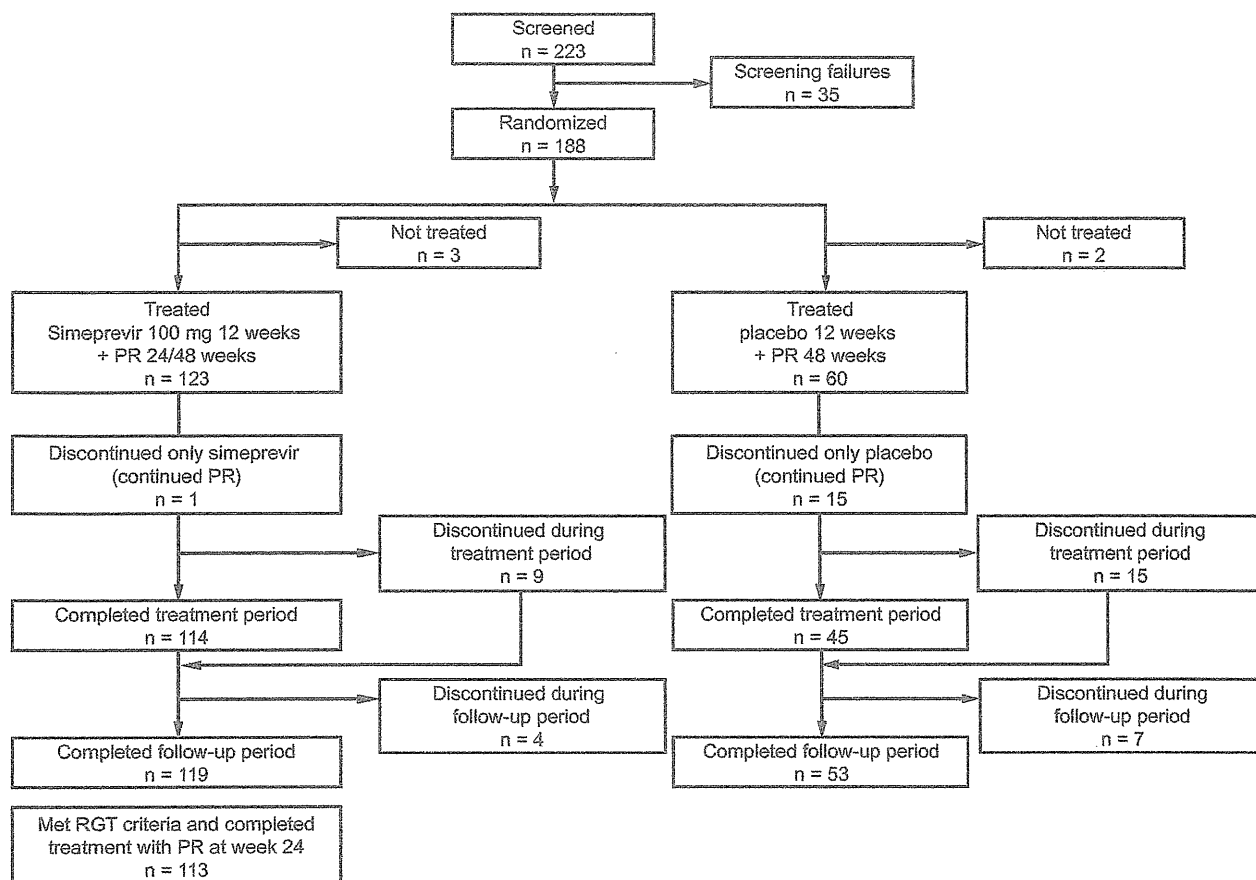 Screened
n = 223
Screening failures
n = 35
Randomized
n = 188
Not treated
n = 3
Not treated
n = 2
Treated
Simeprevir 100 mg 12 weeks
+ PR 24/48 weeks
n = 123
Treated
placebo 12 weeks
+ PR 48 weeks
n = 60
Discontinued only simeprevir
(continued PR)
n = 1
Discontinued only placebo
(continued PR)
n = 15
Discontinued during
treatment period
n = 9
Discontinued during
treatment period
n = 15
Completed treatment period
n = 114
Completed treatment period
n = 45
Discontinued during
follow-up period
n = 4
Discontinued during
follow-up period
n = 7
Completed follow-up period
n = 119
Completed follow-up period
n = 53
Met RGT criteria and completed
treatment with PR at week 24
n = 113